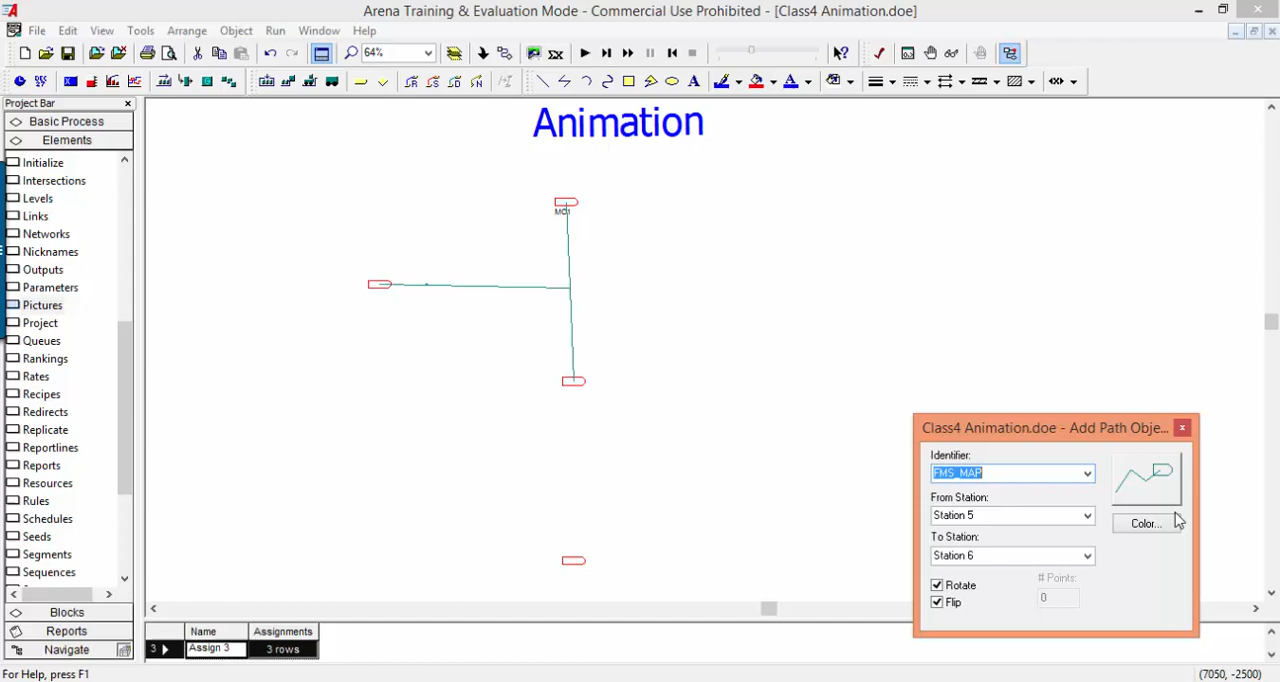 Arena Training & Evaluation Mode - Commercial Use Prohibited - [Class4 Animation.doe]
File Edit View Tools Arrange Object Run Window Help
64%
Project Bar
Basic Process
Elements
Initialize
Intersections
Levels
Links
Networks
Nicknames
Outputs
Parameters
Pictures
Project
Queues
Rankings
Rates
Recipes
Redirects
Replicate
Reportlines
Reports
Resources
Rules
Schedules
Seeds
Segments
Sequences
Blocks
Reports
Navigate
Animation
Class4 Animation.doe - Add Path Obje...
Identifier:
FMS_MAP
From Station:
Station 5
Color...
To Station:
Station 6
Rotate
# Points:
Flip
0
Name Assignments
3 Assign 3 3 rows
For Help, press F1
(7050, -2500)